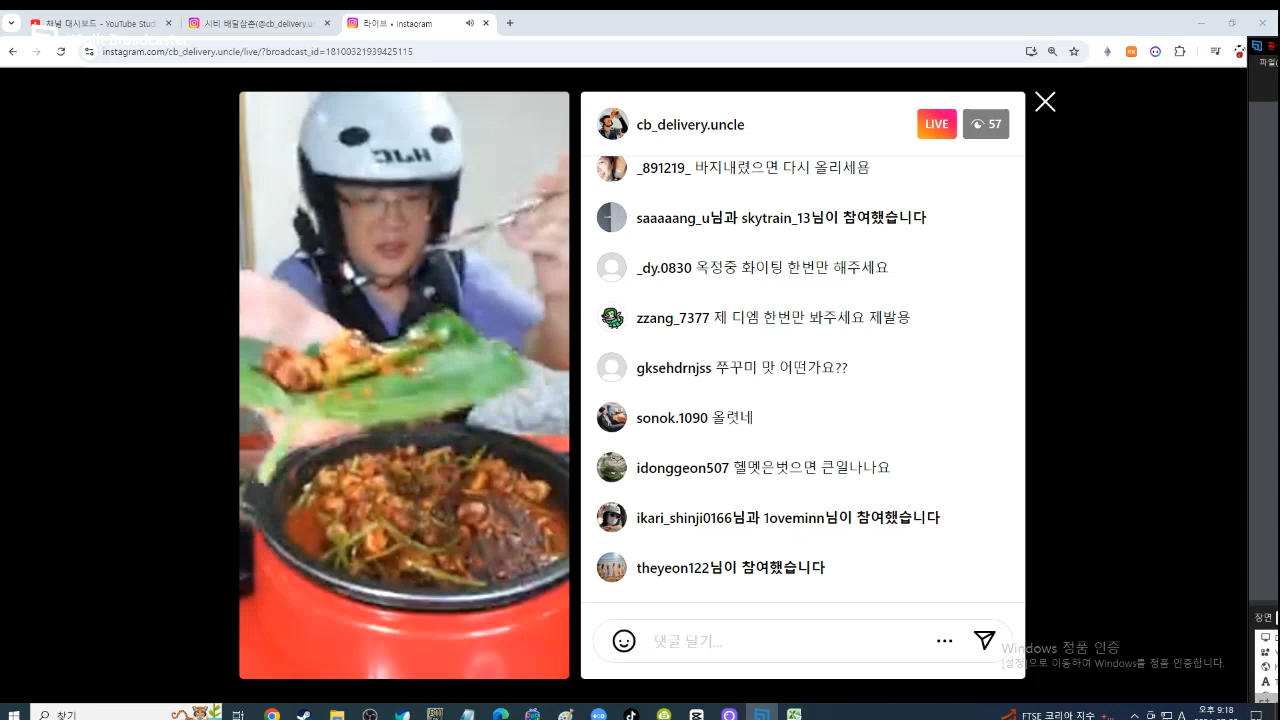 채널 대시보드 - YouTube Studi
시비 배달삼촌(@cb_delivery.u
라이브 • Instagram
instagram.com/cb_delivery.uncle/live/?broadcast_id=18100321939425115
파일(
cb_delivery.uncle
LIVE
57
_891219_ 바지내렸으면 다시 올리세욤
saaaaang_u님과 skytrain_13님이 참여했습니다
_dy.0830 옥정중 화이팅 한번만 해주세요
zzang_7377 제 디엠 한번만 봐주세요 제발용
gksehdrnjss 쭈꾸미 맛 어떤가요??
sonok.1090 올렷네
idonggeon507 헬멧은벗으면 큰일나나요
ikari_shinji0166님과 1oveminn님이 참여했습니다
theyeon122님이 참여했습니다
댓글 달기...
Windows 정품 인증
[설정]으로 이동하여 Windows를 정품 인증합니다.
장면
찾기
FTSE 코리아 지수
A
오후 9:18